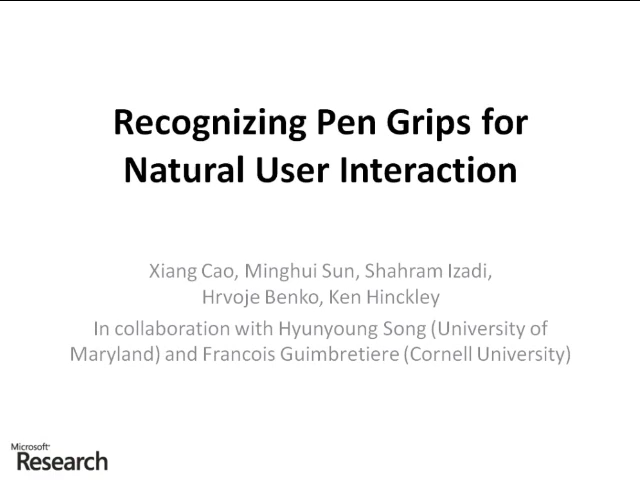 Recognizing Pen Grips for
Natural User Interaction
Xiang Cao, Minghui Sun, Shahram Izadi,
Hrvoje Benko, Ken Hinckley
In collaboration with Hyunyoung Song (University of
Maryland) and Francois Guimbretiere (Cornell University)
Microsoft
Research